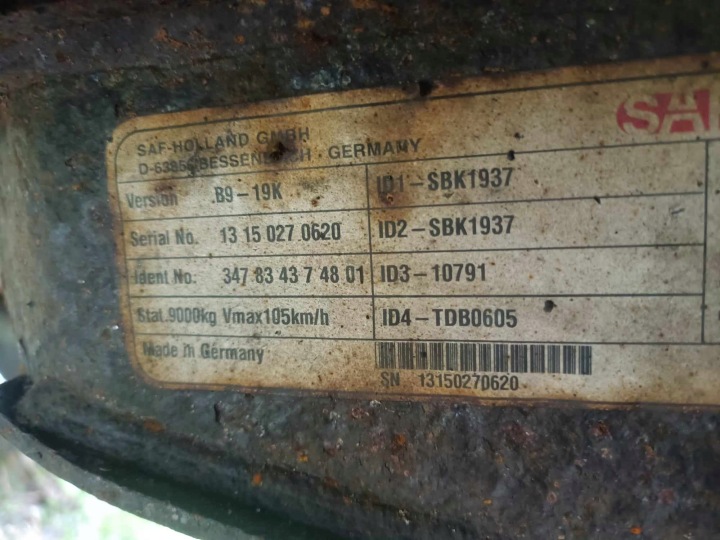 SA
SAF-HOLLAND GMBH
BESSENBACH · GERMANY
Version B9-19K ID1-SBK1937
Serial No. 13 15 027 0620 ID2-SBK1937
Ident No. 347 83 43 7 48 01 ID3-10791
Stat.9000kg Vmax105km/h ID4-TDB0605
Made in Germany
SN 13150270620